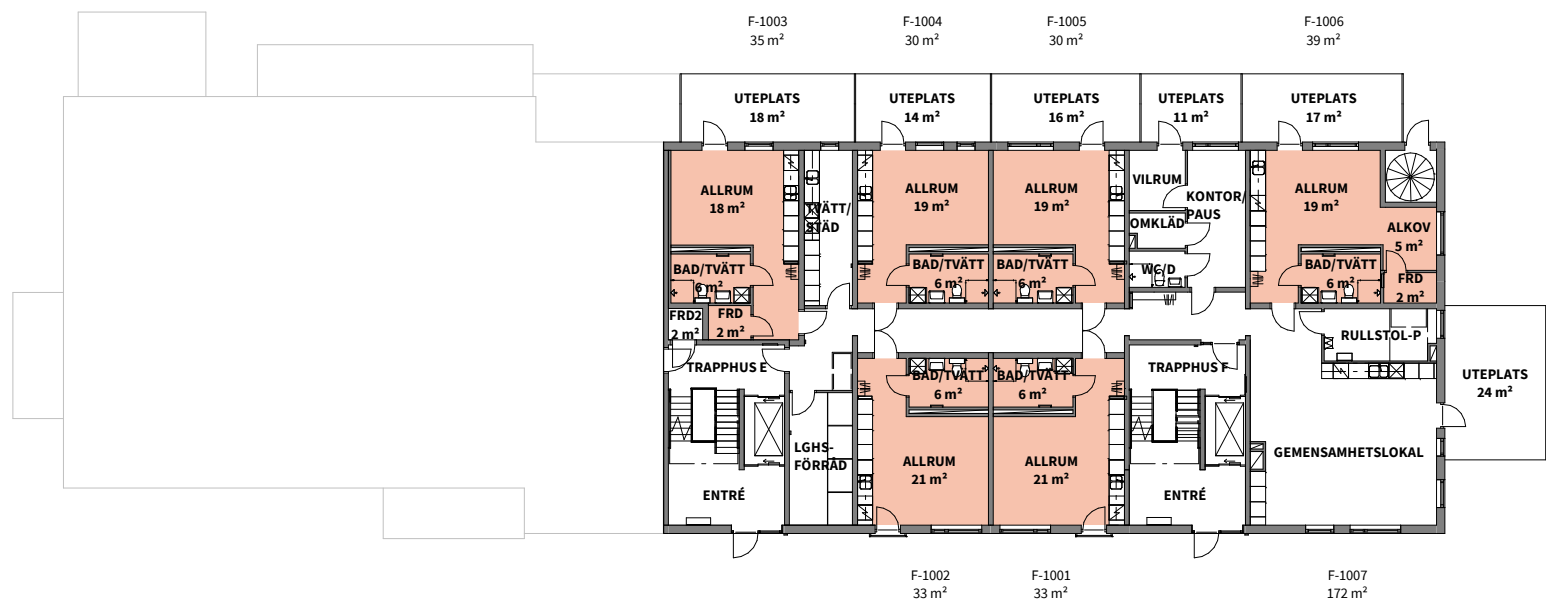 F-1003
35 m²
F-1004
30 m²
F-1005
30 m²
F-1006
39 m²
UTEPLATS
18 m²
UTEPLATS
14 m²
UTEPLATS
16 m²
UTEPLATS
11 m²
UTEPLATS
17 m²
ALLRUM
18 m²
TVÄTT/
STÄD
ALLRUM
19 m²
ALLRUM
19 m²
VILRUM
KONTOR/
PAUS
OMKLÄD
WC/D
ALLRUM
19 m²
ALKOV
5 m²
BAD/TVÄTT
6 m²
BAD/TVÄTT
6 m²
BAD/TVÄTT
6 m²
BAD/TVÄTT
6 m²
FRD
2 m²
FRD2
2 m²
FRD
2 m²
RULLSTOL-P
TRAPPHUS E
BAD/TVÄTT
6 m²
BAD/TVÄTT
6 m²
TRAPPHUS F
UTEPLATS
24 m²
LGHS-
FÖRRÅD
ALLRUM
21 m²
ALLRUM
21 m²
GEMENSAMHETSLOKAL
ENTRÉ
ENTRÉ
F-1002
33 m²
F-1001
33 m²
F-1007
172 m²